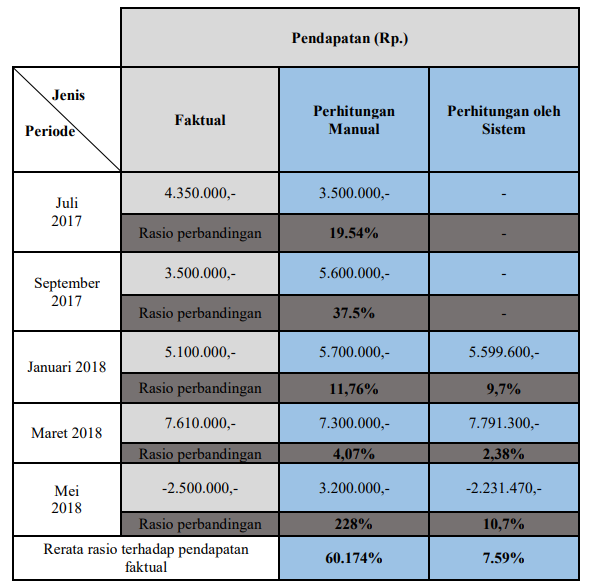 Pendapatan (Rp.)
Jenis
Periode
Faktual
Perhitungan
Manual
Perhitungan oleh
Sistem
Juli
2017
4.350.000,-
3.500.000,-
-
Rasio perbandingan
19.54%
-
September
2017
3.500.000,-
5.600.000,-
-
Rasio perbandingan
37.5%
-
Januari 2018
5.100.000,-
5.700.000,-
5.599.600,-
Rasio perbandingan
11,76%
9,7%
Maret 2018
7.610.000,-
7.300.000,-
7.791.300,-
Rasio perbandingan
4,07%
2,38%
Mei
2018
-2.500.000,-
3.200.000,-
-2.231.470,-
Rasio perbandingan
228%
10,7%
Rerata rasio terhadap pendapatan
faktual
60.174%
7.59%